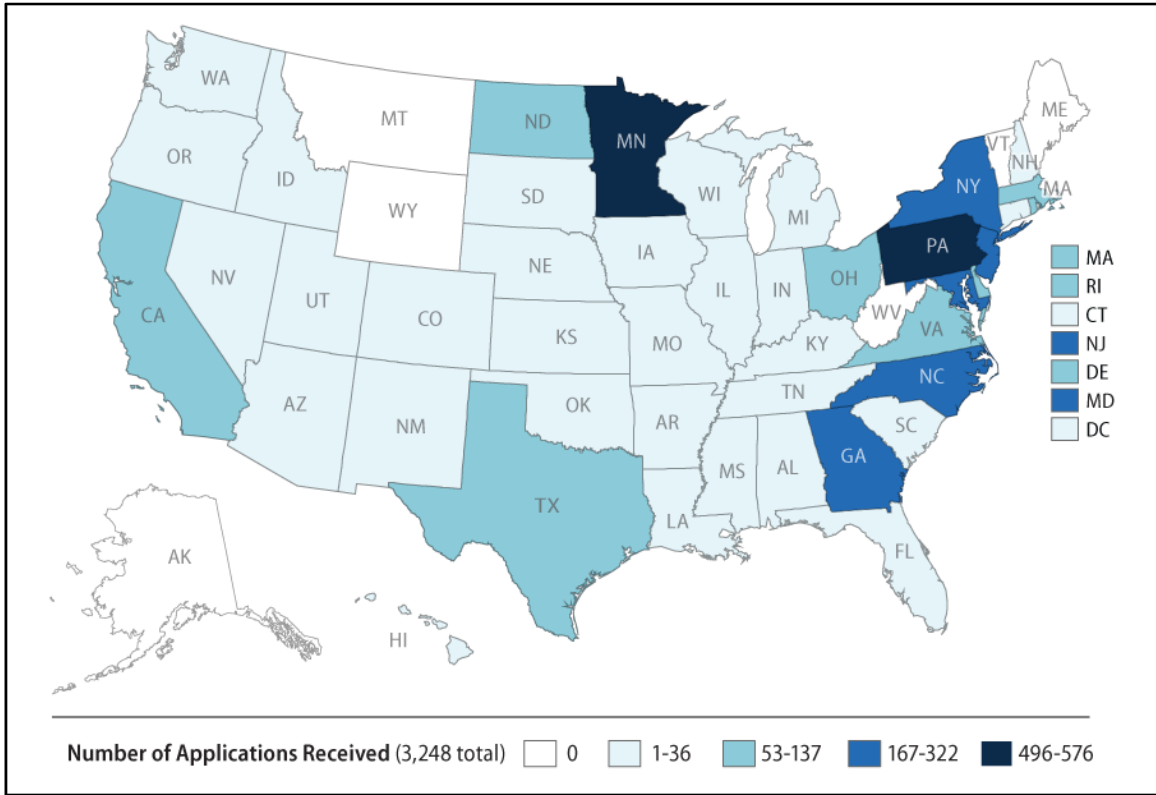 WA
MT
ND
MN
ME
VT
NH
OR
ID
SD
WI
NY
MA
WY
MI
IA
PA
NE
NV
OH
IL
IN
UT
CO
WV
CA
VA
KS
MO
KY
NC
TN
AZ
OK
NM
AR
SC
MS
AL
GA
TX
LA
FL
AK
HI
MA
RI
CT
NJ
DE
MD
DC
Number of Applications Received (3,248 total) 0 1-36 53-137 167-322 496-576